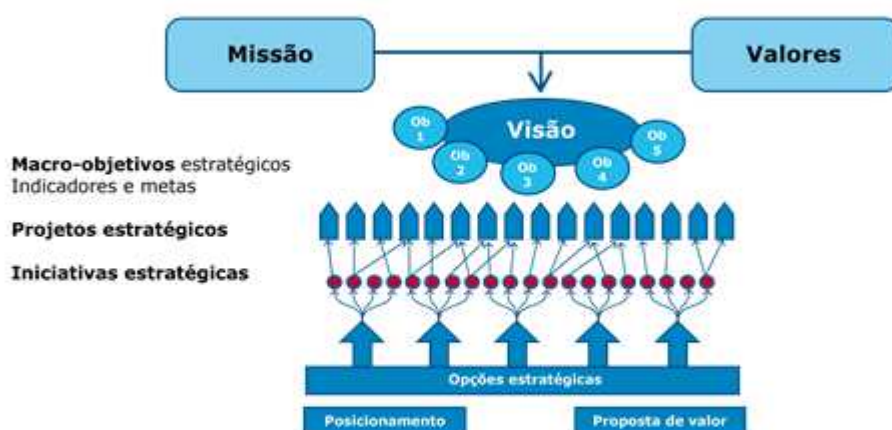 Missão
Valores
Visão
Ob
1
Ob
2
Ob
3
Ob
4
Ob
5
Macro-objetivos estratégicos
Indicadores e metas
Projetos estratégicos
Iniciativas estratégicas
Opções estratégicas
Posicionamento
Proposta de valor